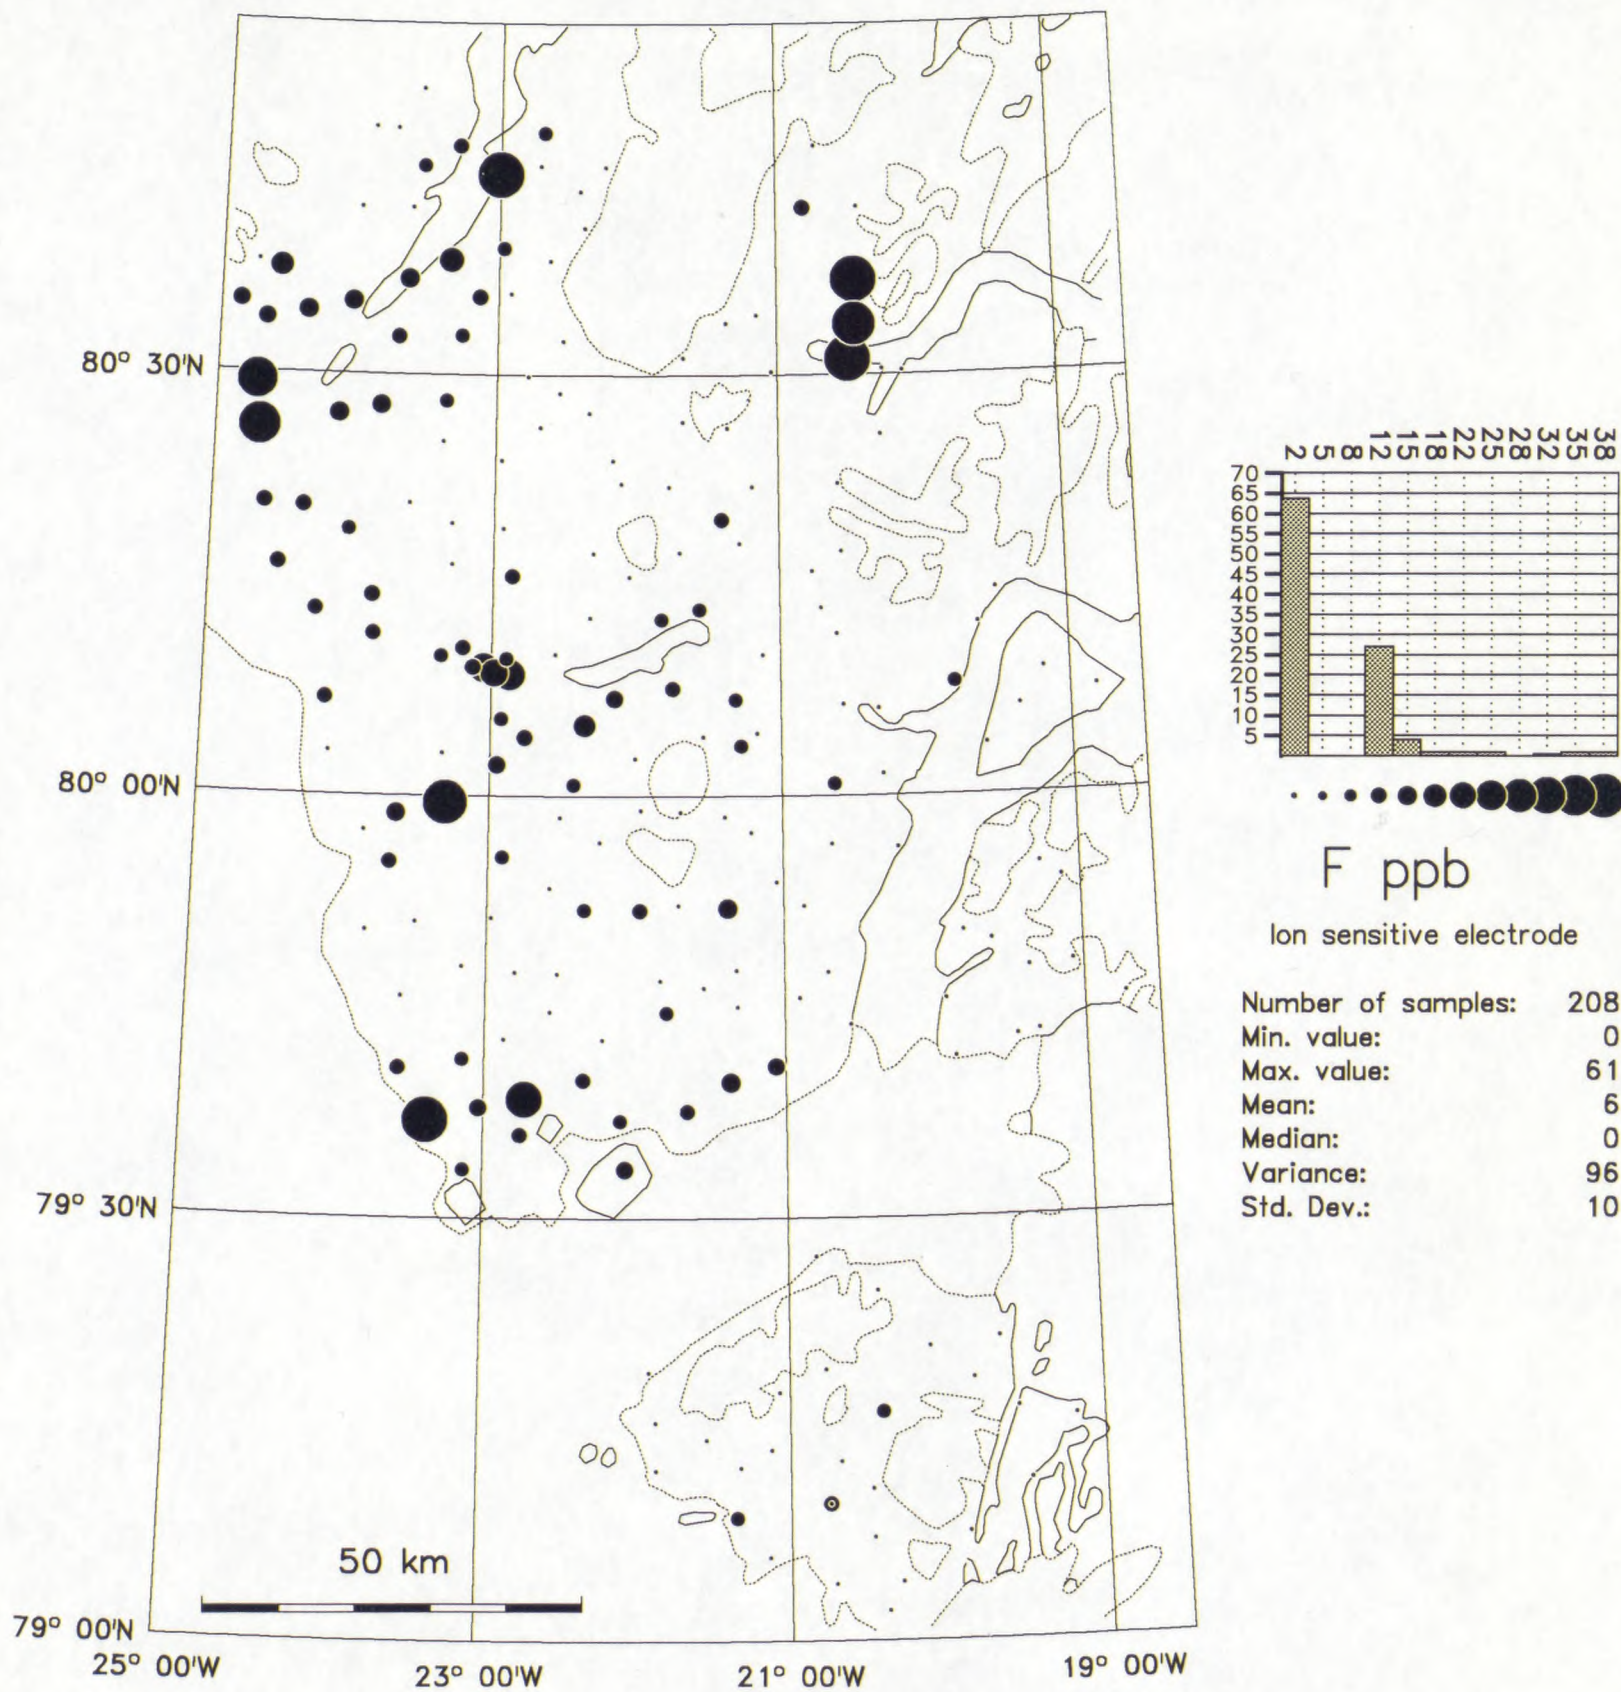 80° 30'N
80° 00'N
79° 30'N
79° 00'N
25° 00'W
23° 00'W
21° 00'W
19° 00'W
50 km
2 5 8 12 15 18 22 25 28 32 35 38
70
65
60
55
50
45
40
35
30
25
20
15
10
5
F ppb
Ion sensitive electrode
Number of samples: 208
Min. value: 0
Max. value: 61
Mean: 6
Median: 0
Variance: 96
Std. Dev.: 10